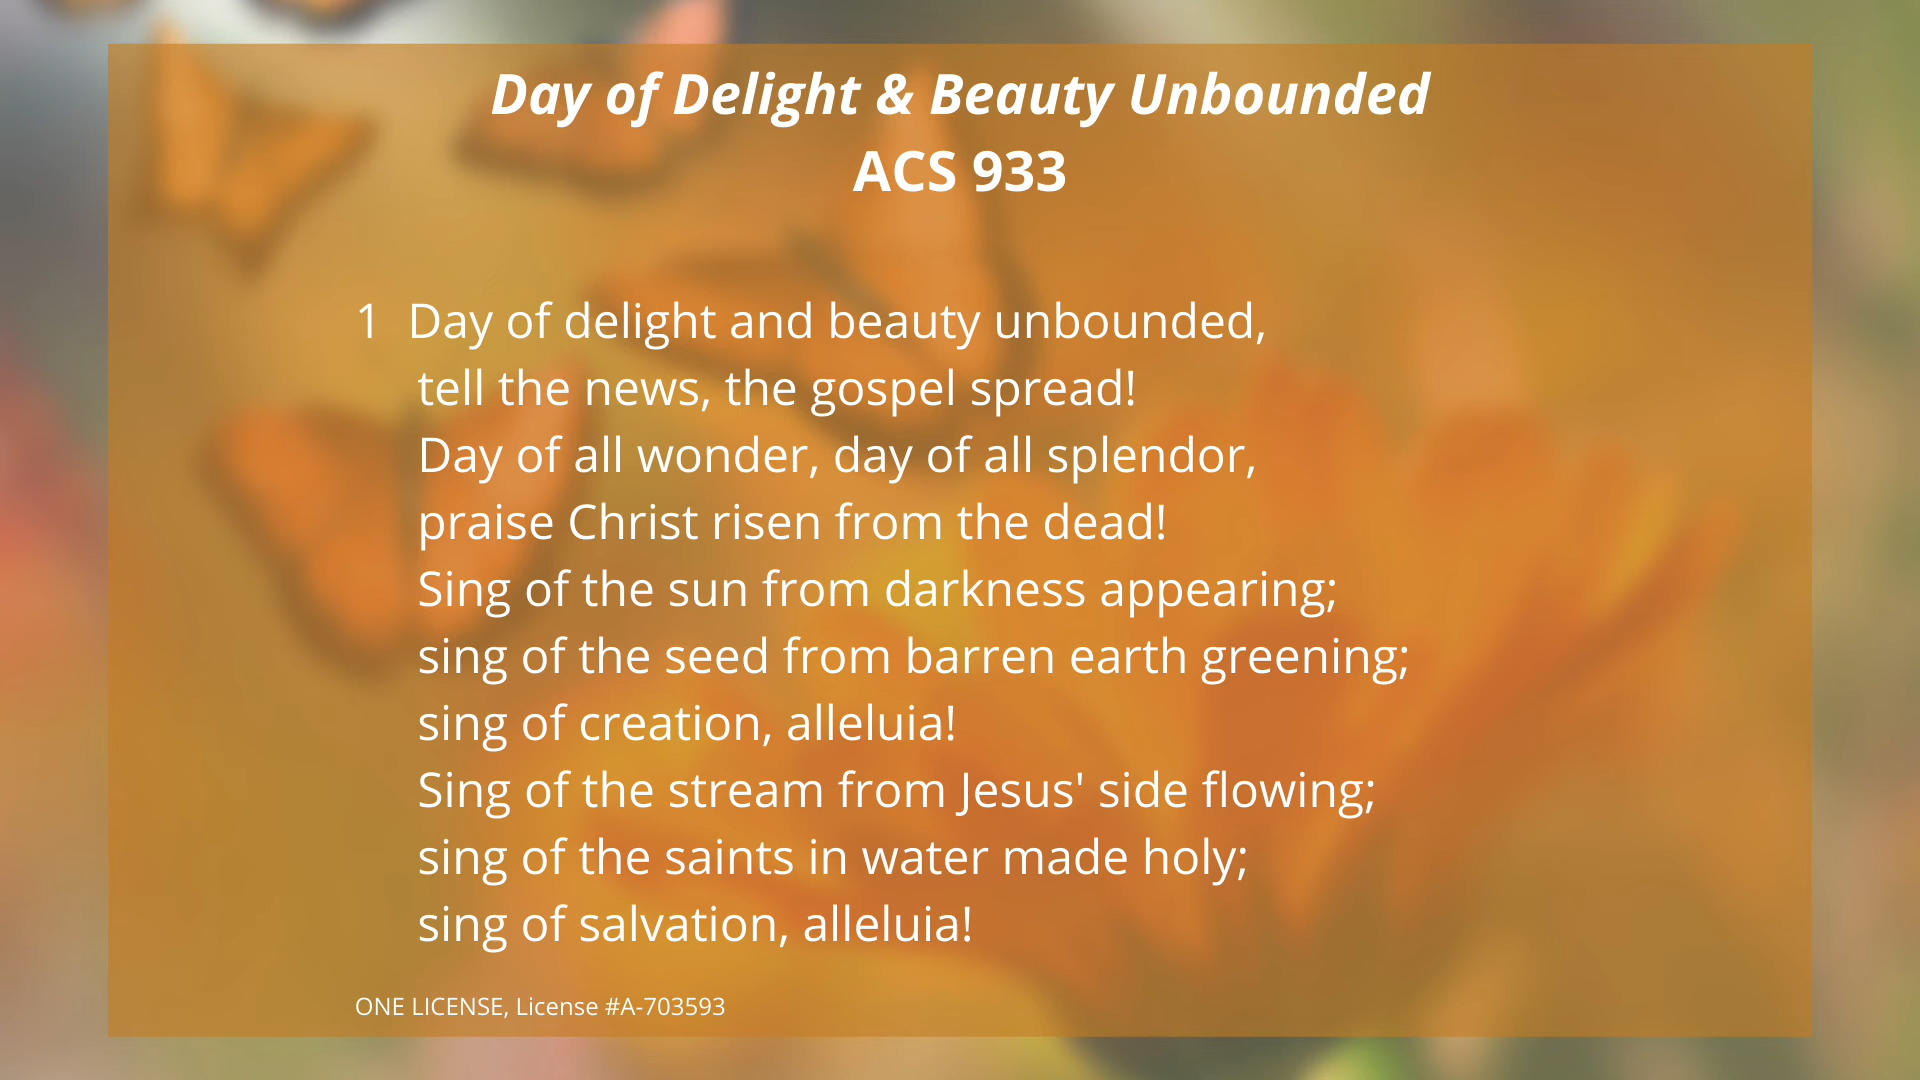 Day of Delight & Beauty Unbounded
ACS 933
1 Day of delight and beauty unbounded,
tell the news, the gospel spread!
Day of all wonder, day of all splendor,
praise Christ risen from the dead!
Sing of the sun from darkness appearing;
sing of the seed from barren earth greening;
sing of creation, alleluia!
Sing of the stream from Jesus' side flowing;
sing of the saints in water made holy;
sing of salvation, alleluia!
ONE LICENSE, License #A-703593